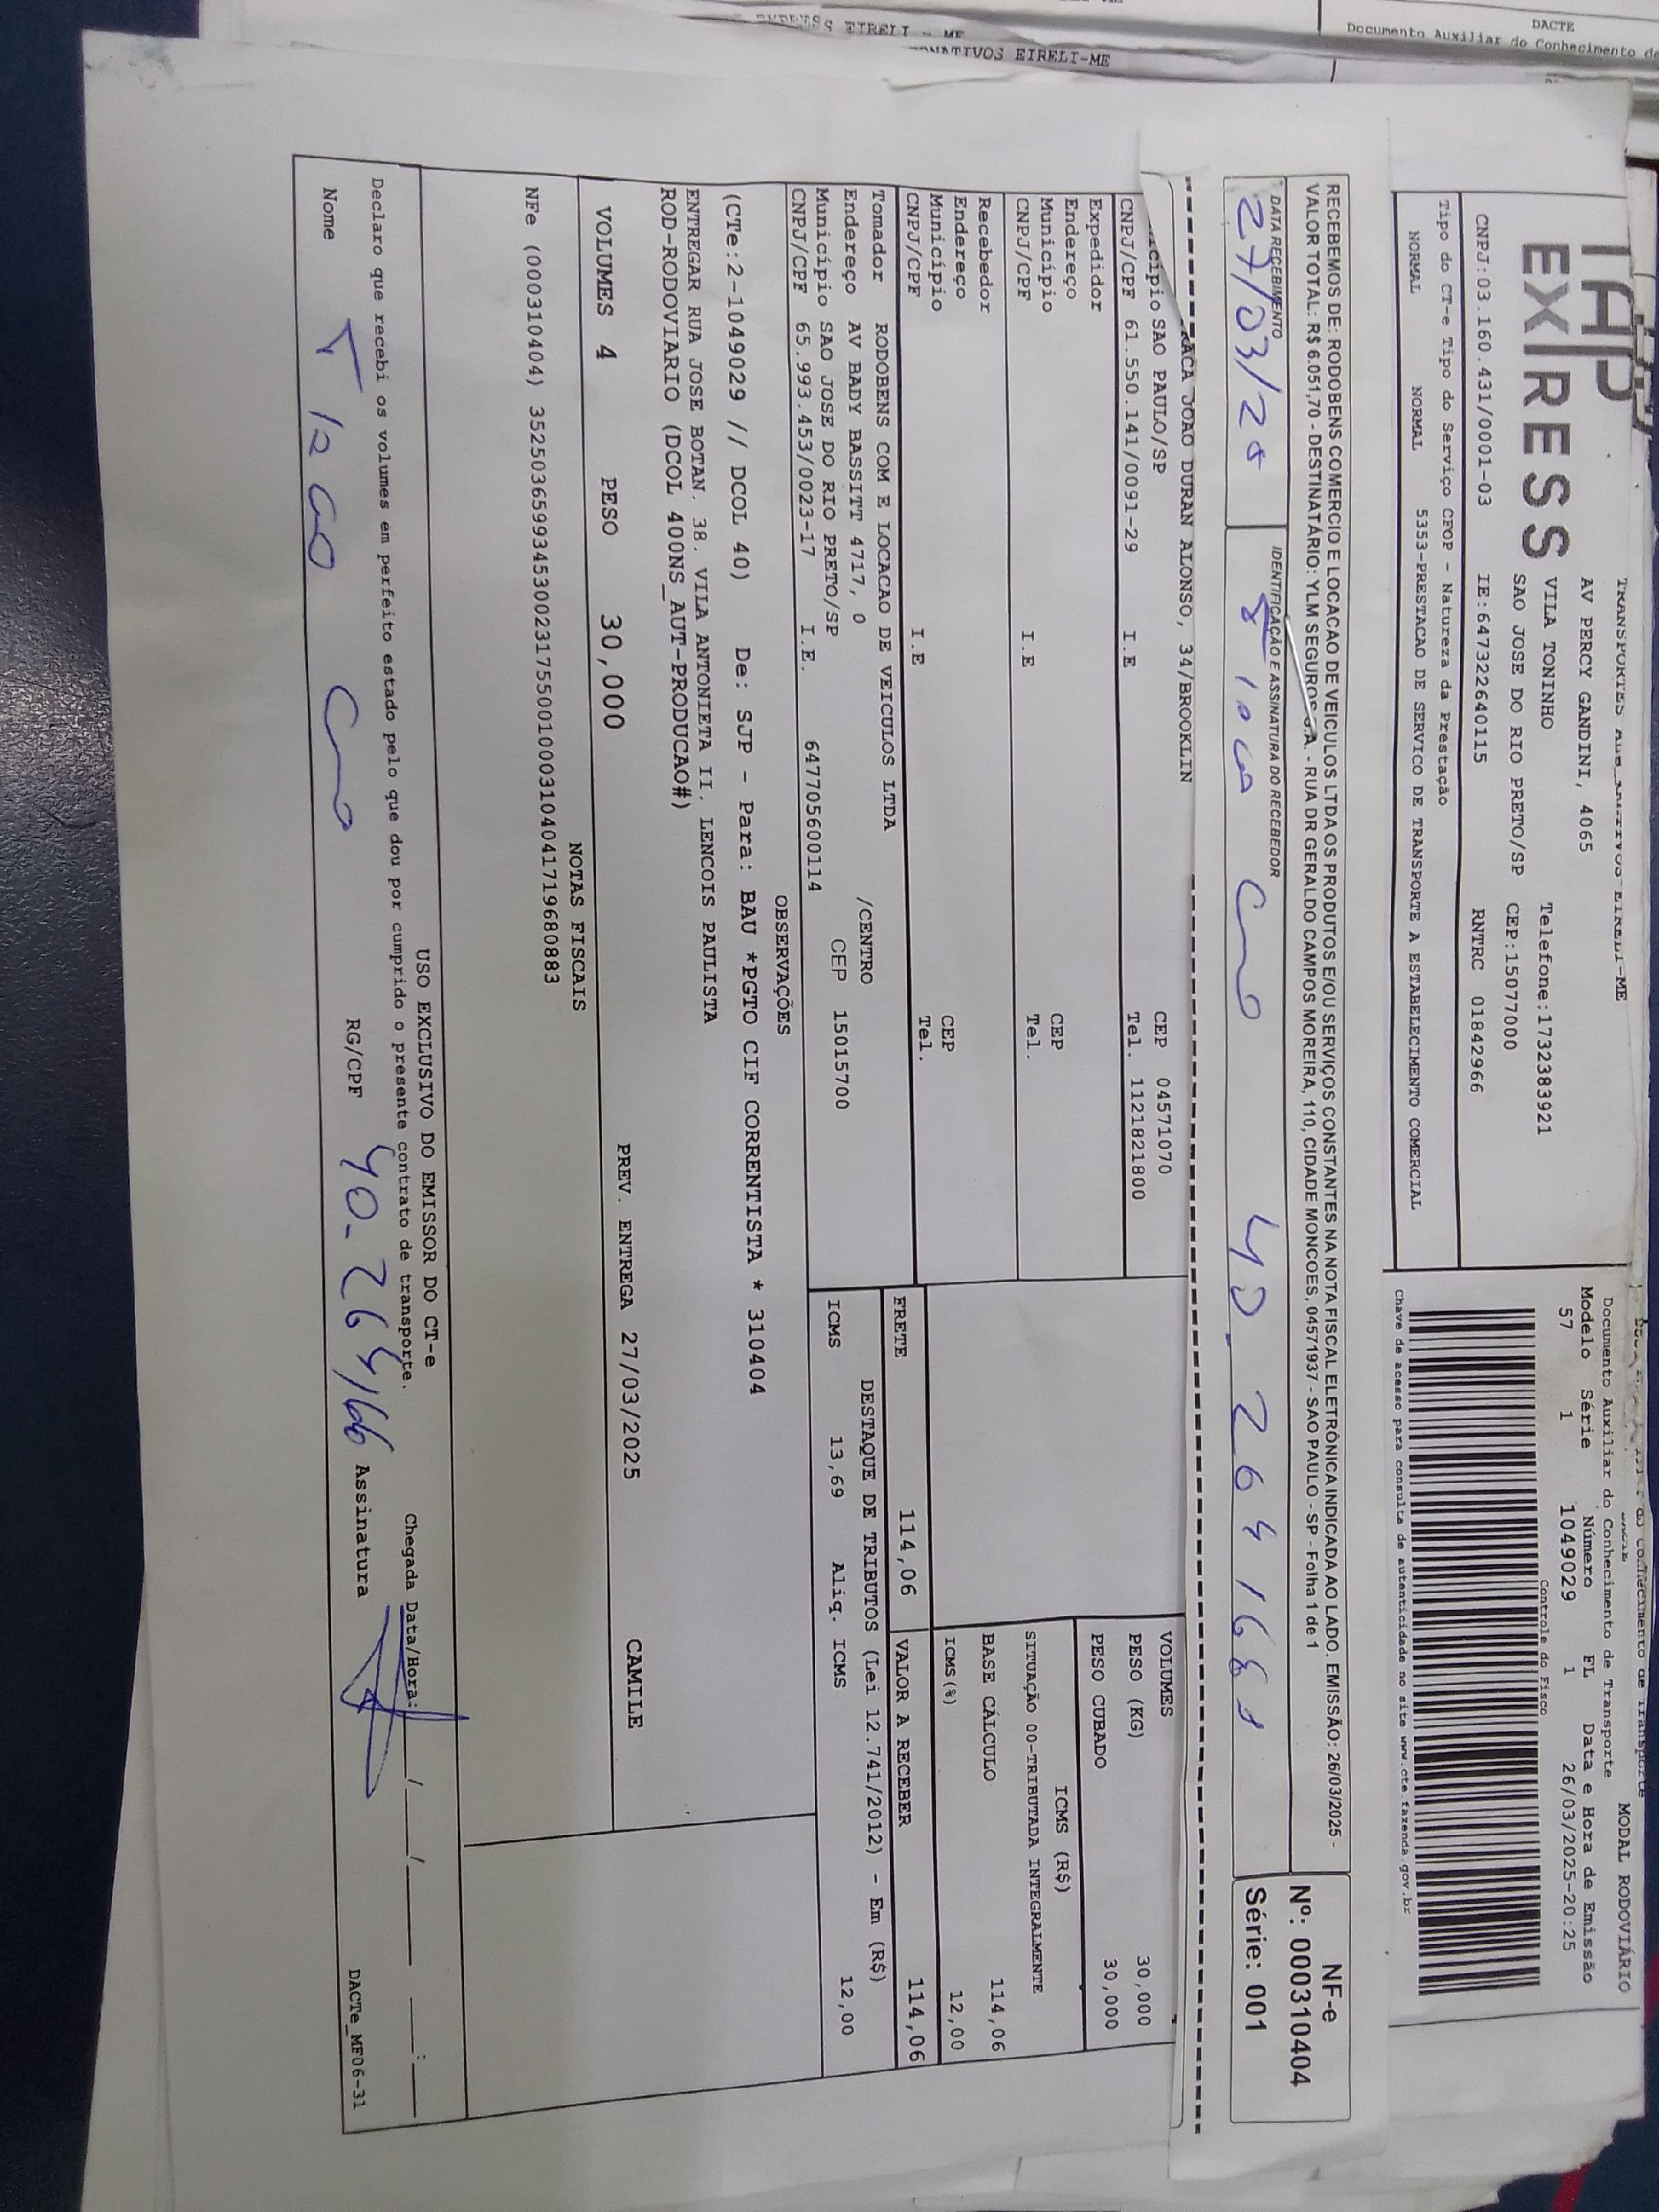 EIRELI - ME
EIRELI-ME
DACTE
Documento Auxiliar do Conhecimento de
EXPRESS
AV PERCY GANDINI, 4065
VILA TONINHO Telefone:1732383921
SAO JOSE DO RIO PRETO/SP CEP:15077000
CNPJ:03.160.431/0001-03 IE:647322640115 RNTRC 01842966
Tipo do CT-e Tipo do Serviço CFOP - Natureza da Prestação
NORMAL NORMAL 5353-PRESTACAO DE SERVICO DE TRANSPORTE A ESTABELECIMENTO COMERCIAL
MODAL RODOVIÁRIO
Documento Auxiliar do Conhecimento de Transporte
Modelo Série Número FL Data e Hora de Emissão
57 1 1049029 1 26/03/2025-20:25
Controle do Fisco
Chave de acesso para consulta de autenticidade no site www.cte.fazenda.gov.br
RECEBEMOS DE: RODOBENS COMERCIO E LOCACAO DE VEICULOS LTDA OS PRODUTOS E/OU SERVIÇOS CONSTANTES NA NOTA FISCAL ELETRÔNICA INDICADA AO LADO. EMISSÃO: 26/03/2025 -
VALOR TOTAL: R$ 6.051,70 - DESTINATÁRIO: YLM SEGUROS S.A. - RUA DR GERALDO CAMPOS MOREIRA, 110, CIDADE MONCOES, 04571937 - SAO PAULO - SP - Folha 1 de 1
DATA RECEBIMENTO IDENTIFICAÇÃO E ASSINATURA DO RECEBEDOR
27/03/25
NF-e
Nº: 000310404
Série: 001
JOAO DURAN ALONSO, 34/BROOKLIN
SAO PAULO/SP CEP 04571070
CNPJ/CPF 61.550.141/0091-29 I.E Tel. 1121821800
Expedidor
Endereço
Município CEP
CNPJ/CPF I.E Tel.
Recebedor
Endereço
Município CEP
CNPJ/CPF I.E Tel.
Tomador RODOBENS COM E LOCACAO DE VEICULOS LTDA
Endereço AV BADY BASSITT 4717, 0 /CENTRO
Município SAO JOSE DO RIO PRETO/SP CEP 15015700
CNPJ/CPF 65.993.453/0023-17 I.E. 647705600114
VOLUMES
PESO (KG) 30,000
PESO CUBADO 30,000
ICMS (R$)
SITUAÇÃO 00-TRIBUTADA INTEGRALMENTE
BASE CÁLCULO 114,06
ICMS(%) 12,00
FRETE 114,06 VALOR A RECEBER 114,06
DESTAQUE DE TRIBUTOS (Lei 12.741/2012) - Em (R$)
ICMS 13,69 Aliq. ICMS 12,00
OBSERVAÇÕES
(CTe:2-1049029 // DCOL 40) De: SJP - Para: BAU *PGTO CIF CORRENTISTA * 310404
ENTREGAR RUA JOSE BOTAN, 38. VILA ANTONIETA II, LENCOIS PAULISTA
ROD-RODOVIARIO (DCOL 400NS_AUT-PRODUCAO#)
VOLUMES 4 PESO 30,000 PREV. ENTREGA 27/03/2025 CAMILE
NOTAS FISCAIS
NFe (000310404) 35250365993453002317550010003104041719680883
USO EXCLUSIVO DO EMISSOR DO CT-e
Declaro que recebi os volumes em perfeito estado pelo que dou por cumprido o presente contrato de transporte. Chegada Data/Hora: / / :
Nome RG/CPF Assinatura
DACTe_MF06-31